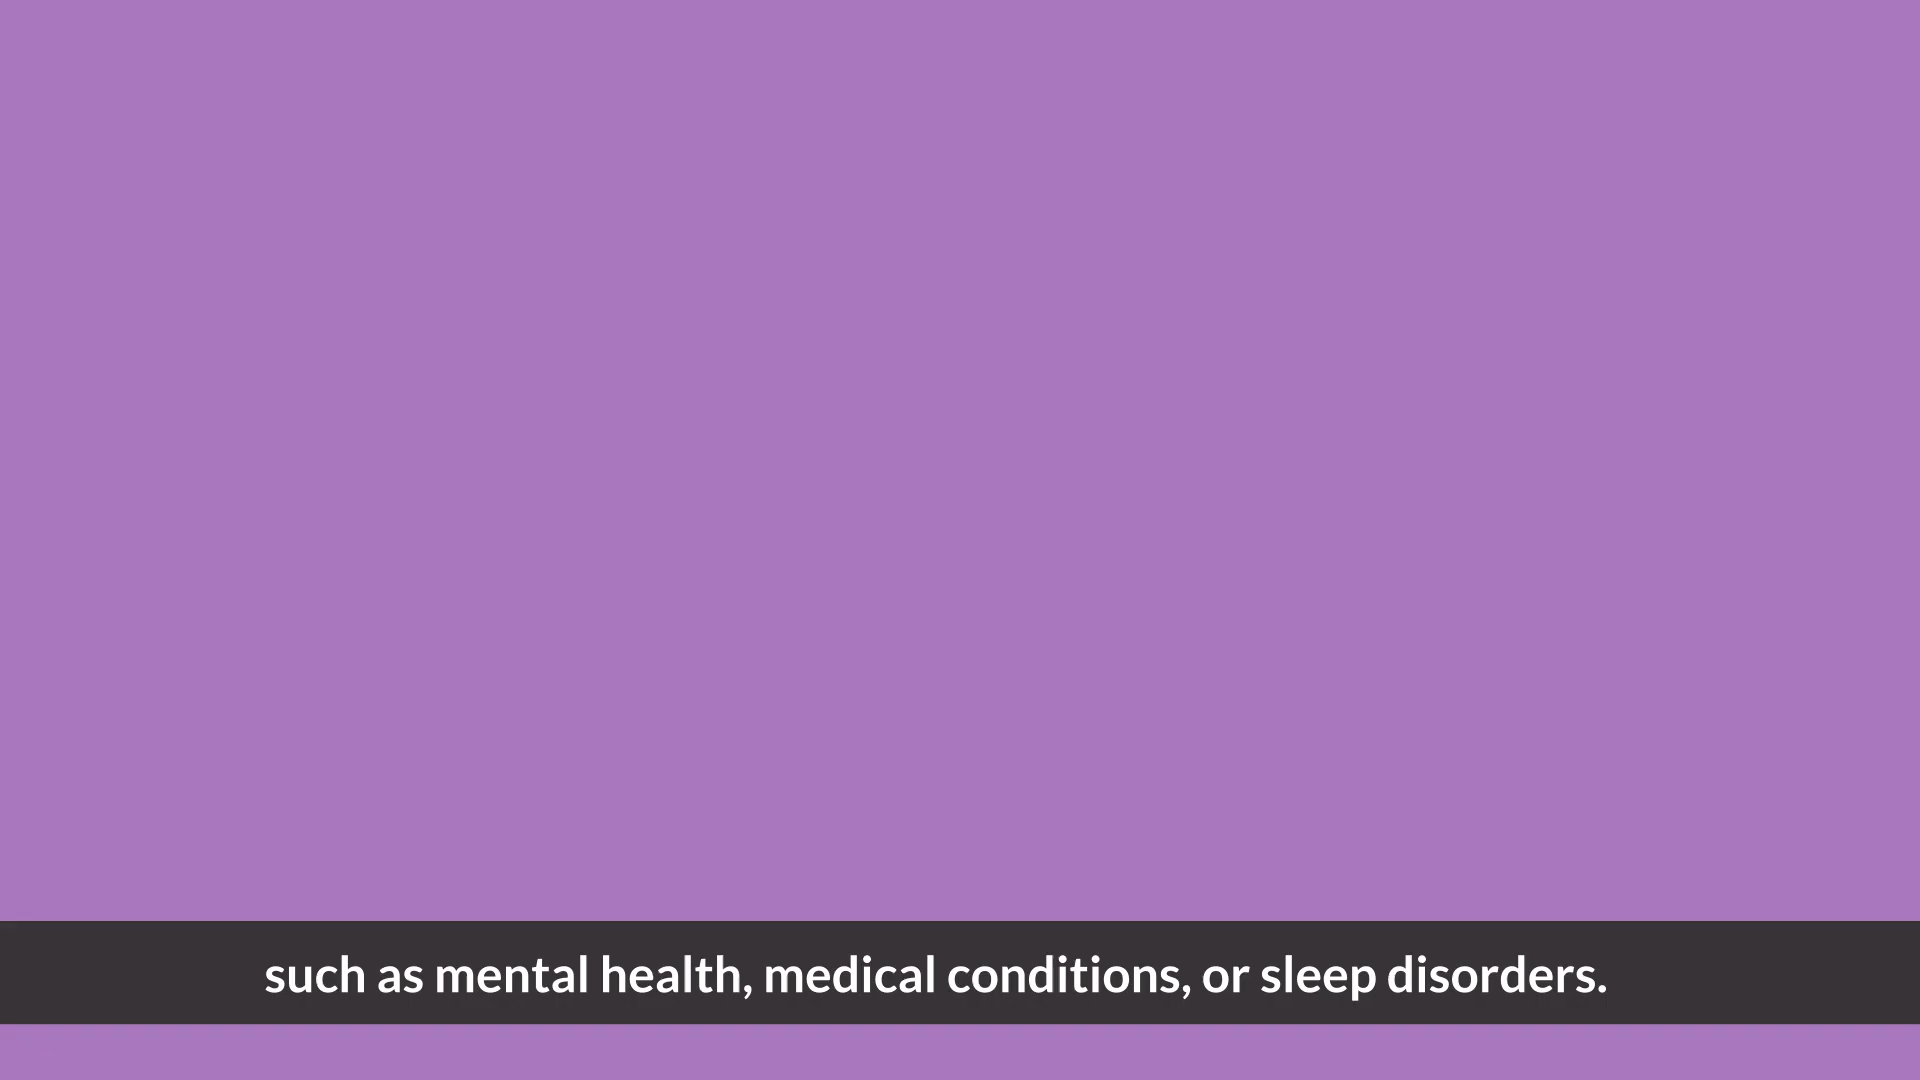 such as mental health, medical conditions, or sleep disorders.